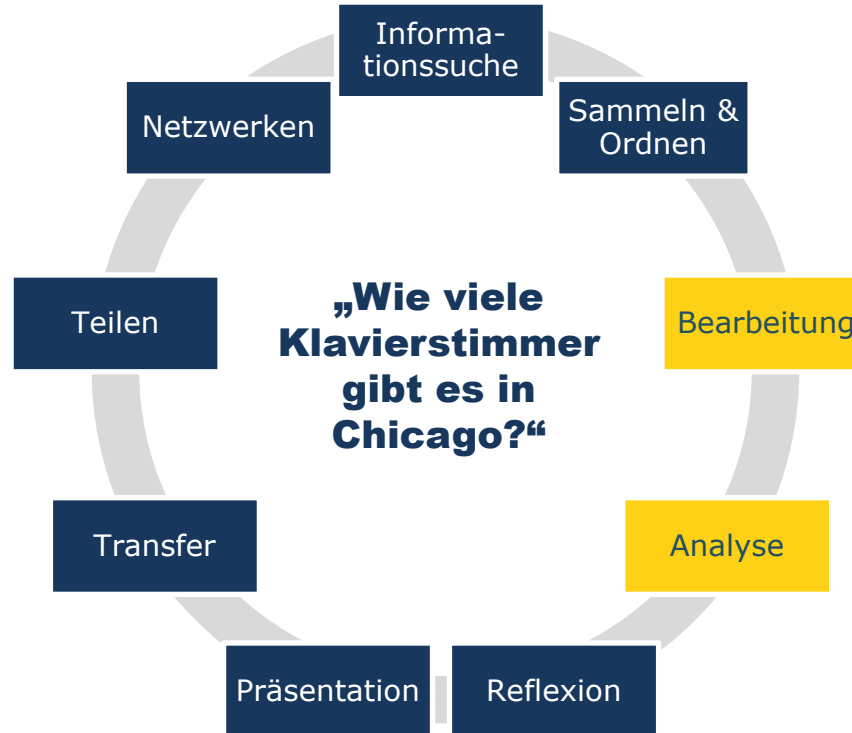 Informa-
tionssuche
Sammeln &
Ordnen
Bearbeitung
Analyse
Reflexion
Präsentation
Transfer
Teilen
Netzwerken
„Wie viele
Klavierstimmer
gibt es in
Chicago?“